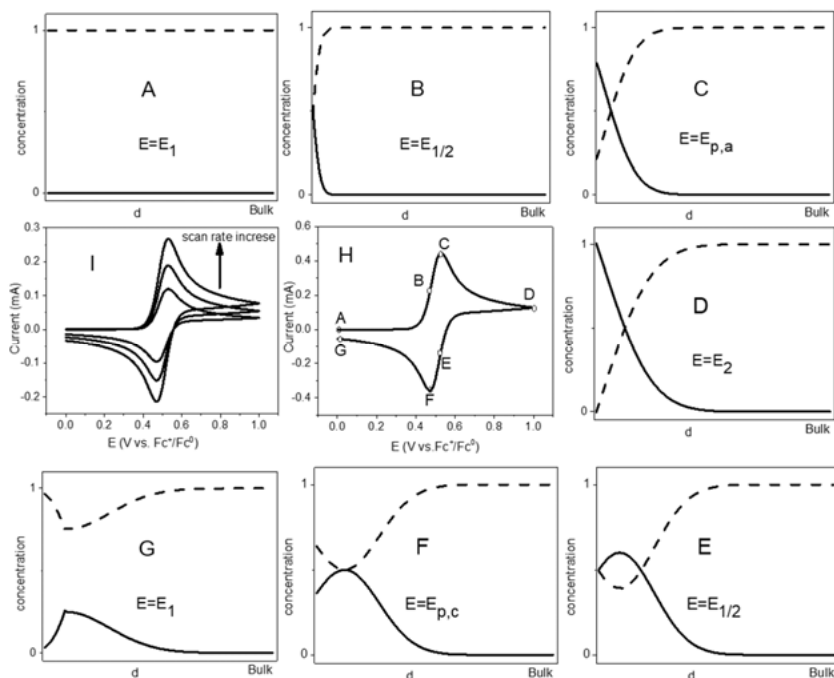 concentration
1
0
A
E=E1
d
Bulk
concentration
1
0
B
E=E1/2
d
Bulk
concentration
1
0
C
E=Ep,a
d
Bulk
Current (mA)
0.3
0.2
0.1
0.0
-0.1
-0.2
I
scan rate increse
0.0 0.2 0.4 0.6 0.8 1.0
E (V vs. Fc+/Fc0)
Current (mA)
0.6
0.4
0.2
0.0
-0.2
-0.4
H
A
B
C
D
E
F
G
0.0 0.2 0.4 0.6 0.8 1.0
E (V vs.Fc+/Fc0)
concentration
1
0
D
E=E2
d
Bulk
concentration
1
0
G
E=E1
d
Bulk
concentration
1
0
F
E=Ep,c
d
Bulk
concentration
1
0
E
E=E1/2
d
Bulk